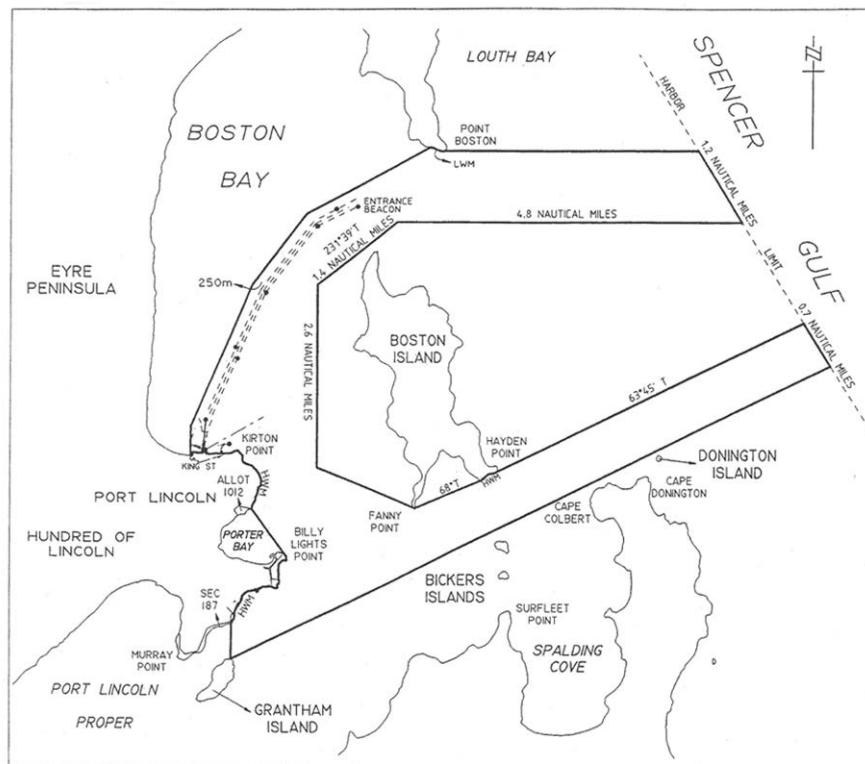 LOUTH BAY
SPENCER
GULF
N
HARBOR
LIMIT
BOSTON
BAY
POINT
BOSTON
LWM
1.2 NAUTICAL MILES
ENTRANCE
BEACON
4.8 NAUTICAL MILES
231°39'T
1.4 NAUTICAL MILES
EYRE
PENINSULA
250m
0.7 NAUTICAL MILES
BOSTON
ISLAND
2.6 NAUTICAL MILES
63°45' T
KIRTON
POINT
HAYDEN
POINT
KING ST
HWM
HWM
68°T
DONINGTON
ISLAND
ALLOT
1012
PORT LINCOLN
FANNY
POINT
CAPE
COLBERT
CAPE
DONINGTON
HUNDRED OF
LINCOLN
PORTER
BAY
BILLY
LIGHTS
POINT
BICKERS
ISLANDS
SEC
187
HWM
SURFLEET
POINT
MURRAY
POINT
SPALDING
COVE
PORT LINCOLN
PROPER
GRANTHAM
ISLAND